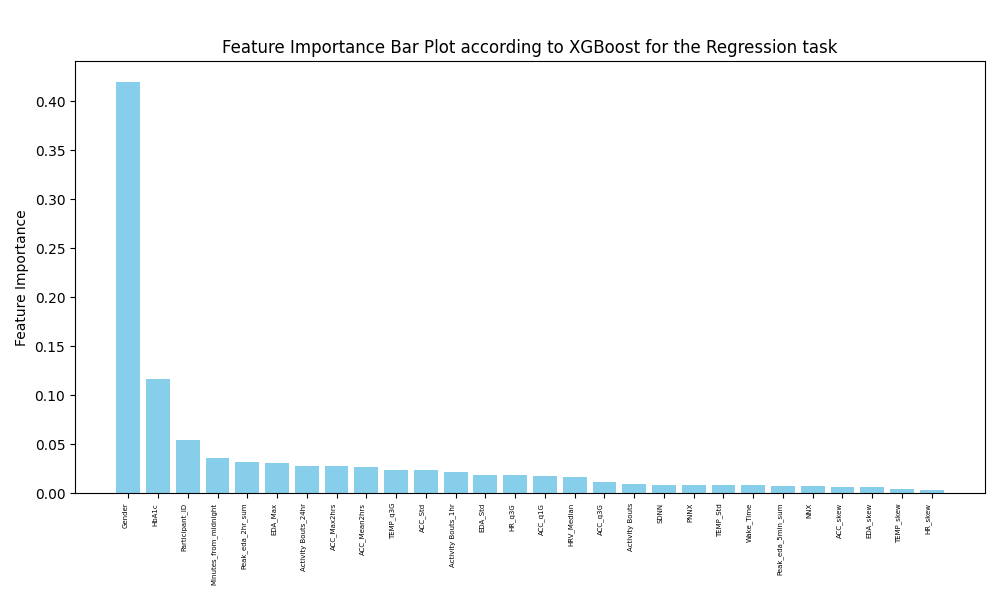 Feature Importance Bar Plot according to XGBoost for the Regression task
Feature Importance
0.40
0.35
0.30
0.25
0.20
0.15
0.10
0.05
0.00
Gender
HbA1c
Participant_ID
Minutes_from_midnight
Peak_eda_2hr_sum
EDA_Max
Activity Bouts_24hr
ACC_Max2hrs
ACC_Mean2hrs
TEMP_q3G
ACC_Std
Activity Bouts_1hr
EDA_Std
HR_q3G
ACC_q1G
HRV_Median
ACC_q3G
Activity Bouts
SDNN
PNNX
TEMP_Std
Wake_Time
Peak_eda_5min_sum
NNX
ACC_skew
EDA_skew
TEMP_skew
HR_skew